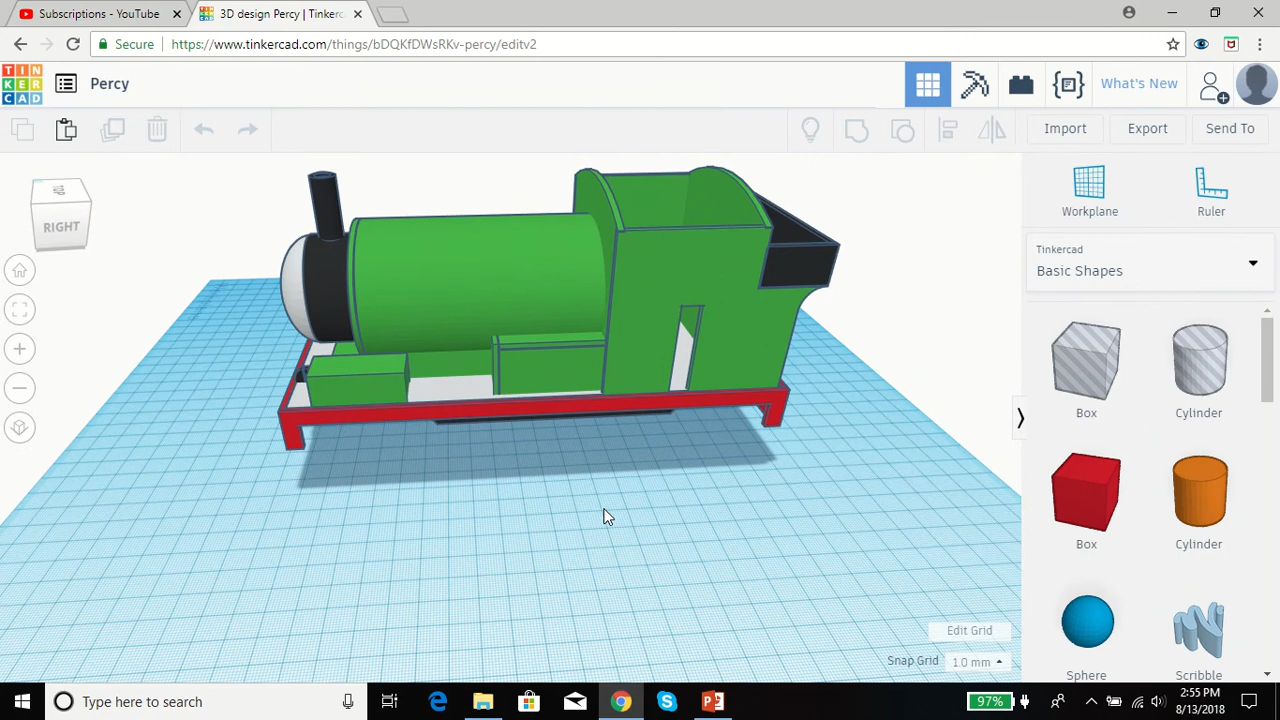 Subscriptions - YouTube
3D design Percy | Tinkerc
Secure
https://www.tinkercad.com/things/bDQKfDWsRKv-percy/editv2
TIN
KER
CAD
Percy
What's New
Import
Export
Send To
RIGHT
Workplane
Ruler
Tinkercad
Basic Shapes
Box
Cylinder
Box
Cylinder
Edit Grid
Snap Grid
1.0 mm
Sphere
Scribble
Type here to search
97%
2:55 PM
8/13/2018